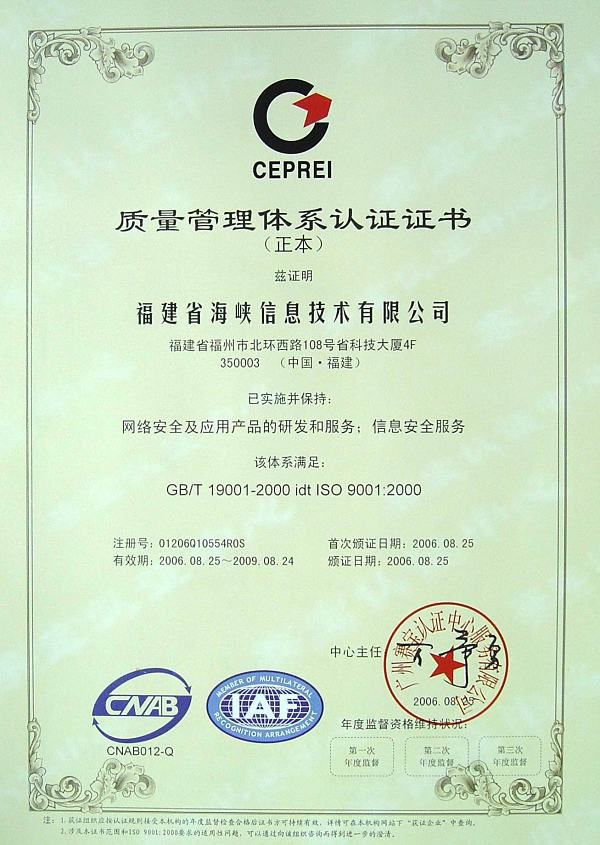 CEPREI
质量管理体系认证证书
（正本）
兹证明
福建省海峡信息技术有限公司
福建省福州市北环西路108号省科技大厦4F
350003 （中国·福建）
已实施并保持：
网络安全及应用产品的研发和服务；信息安全服务
该体系满足：
GB/T 19001-2000 idt ISO 9001:2000
注册号：01206Q10554R0S
首次颁证日期：2006.08.25
有效期：2006.08.25～2009.08.24
颁证日期：2006.08.25
中心主任
广州赛宝认证中心服务有限公司
2006.08.25
CNAB
CNAB012-Q
MEMBER OF MULTILATERAL
IAF
RECOGNITION ARRANGEMENT
年度监督资格维持状况：
第一次
年度监督
第二次
年度监督
第三次
年度监督
注：1.获证组织应按认证规则接受本机构的年度监督检查合格后证书方可持续有效，详情可在本机构网站下“获证企业”中查询。
2.涉及本证书范围和ISO 9001:2000要求的适用性问题，可以通过向该组织咨询而得到进一步的澄清。